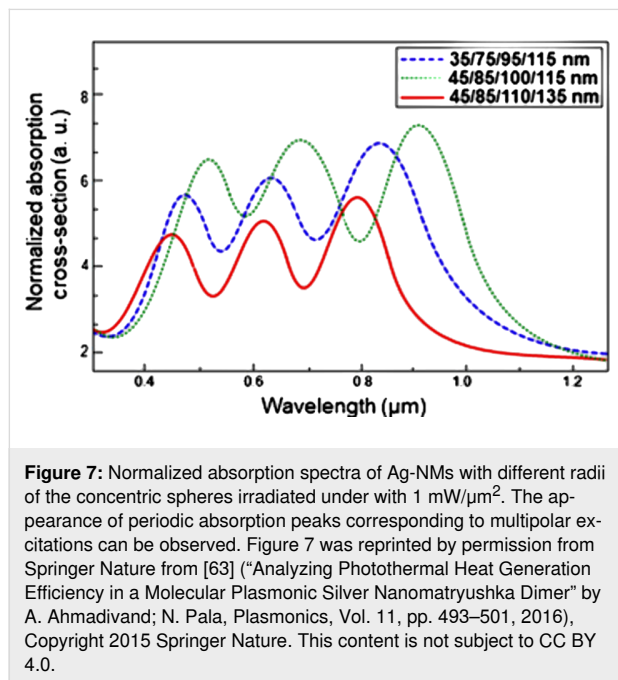 35/75/95/115 nm
45/85/100/115 nm
45/85/110/135 nm
Normalized absorption
cross-section (a. u.)
8
6
4
2
0.4
0.6
0 8
1.0
1.2
Wavelength (µm)
Figure 7: Normalized absorption spectra of Ag-NMs with different radii
of the concentric spheres irradiated under with 1 mW/µm². The ap-
pearance of periodic absorption peaks corresponding to multipolar ex-
citations can be observed. Figure 7 was reprinted by permission from
Springer Nature from [63] (“Analyzing Photothermal Heat Generation
Efficiency in a Molecular Plasmonic Silver Nanomatryushka Dimer” by
A. Ahmadivand; N. Pala, Plasmonics, Vol. 11, pp. 493–501, 2016),
Copyright 2015 Springer Nature. This content is not subject to CC BY
4.0.